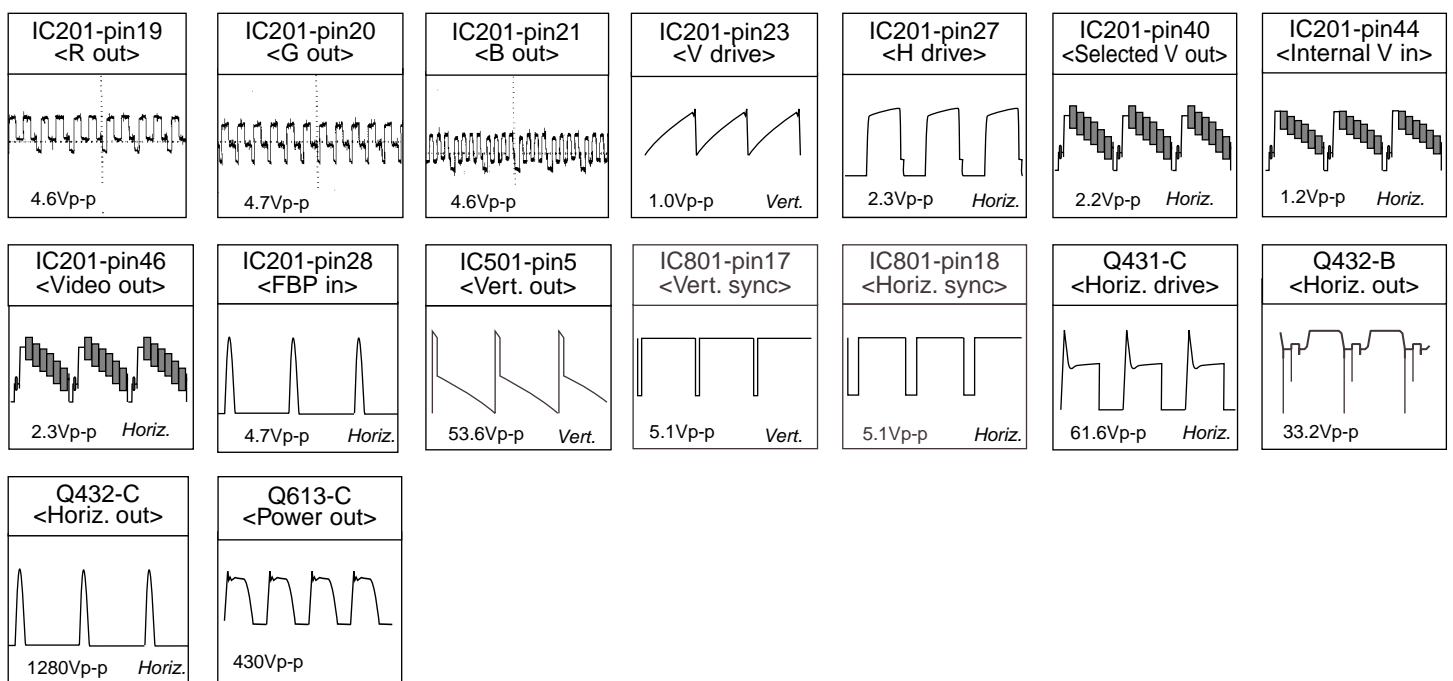 IC201-pin19
<R out>
4.6Vp-p
IC201-pin20
<G out>
4.7Vp-p
IC201-pin21
<B out>
4.6Vp-p
IC201-pin23
<V drive>
1.0Vp-p Vert.
IC201-pin27
<H drive>
2.3Vp-p Horiz.
IC201-pin40
<Selected V out>
2.2Vp-p Horiz.
IC201-pin44
<Internal V in>
1.2Vp-p Horiz.
IC201-pin46
<Video out>
2.3Vp-p Horiz.
IC201-pin28
<FBP in>
4.7Vp-p Horiz.
IC501-pin5
<Vert. out>
53.6Vp-p Vert.
IC801-pin17
<Vert. sync>
5.1Vp-p Vert.
IC801-pin18
<Horiz. sync>
5.1Vp-p Horiz.
Q431-C
<Horiz. drive>
61.6Vp-p Horiz.
Q432-B
<Horiz. out>
33.2Vp-p
Q432-C
<Horiz. out>
1280Vp-p Horiz.
Q613-C
<Power out>
430Vp-p